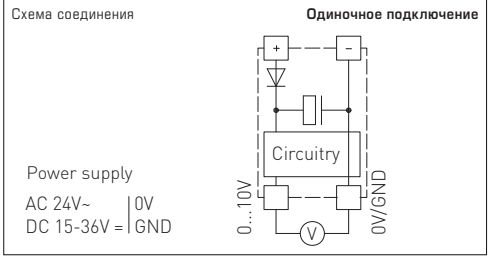 Схема соединения
Одиночное подключение
+ –
Circuitry
Power supply
AC 24V~ 0V
DC 15-36V = GND
0...10V
0V/GND
V